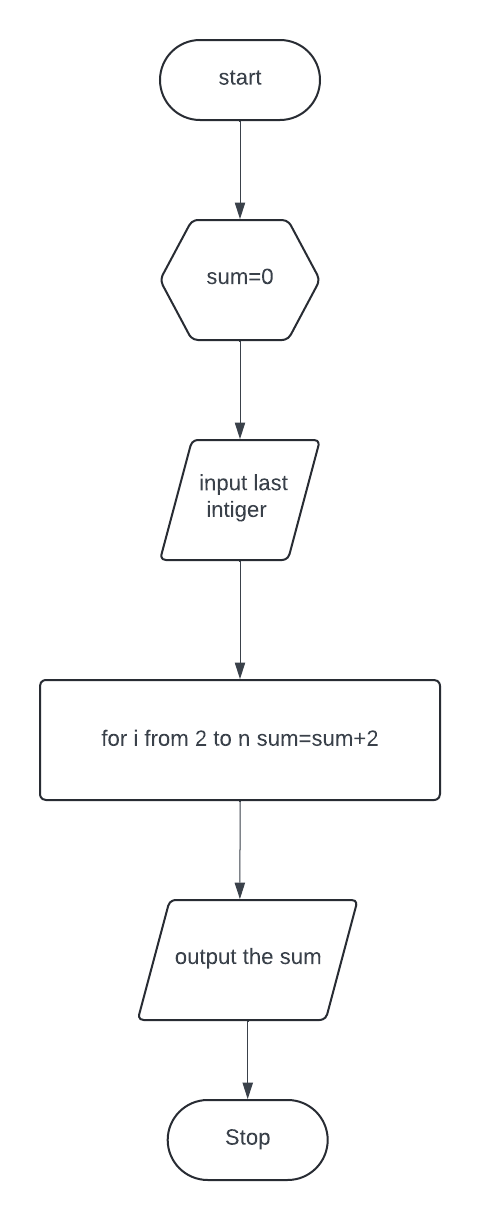 start
sum=0
input last
intiger
for i from 2 to n sum=sum+2
output the sum
Stop